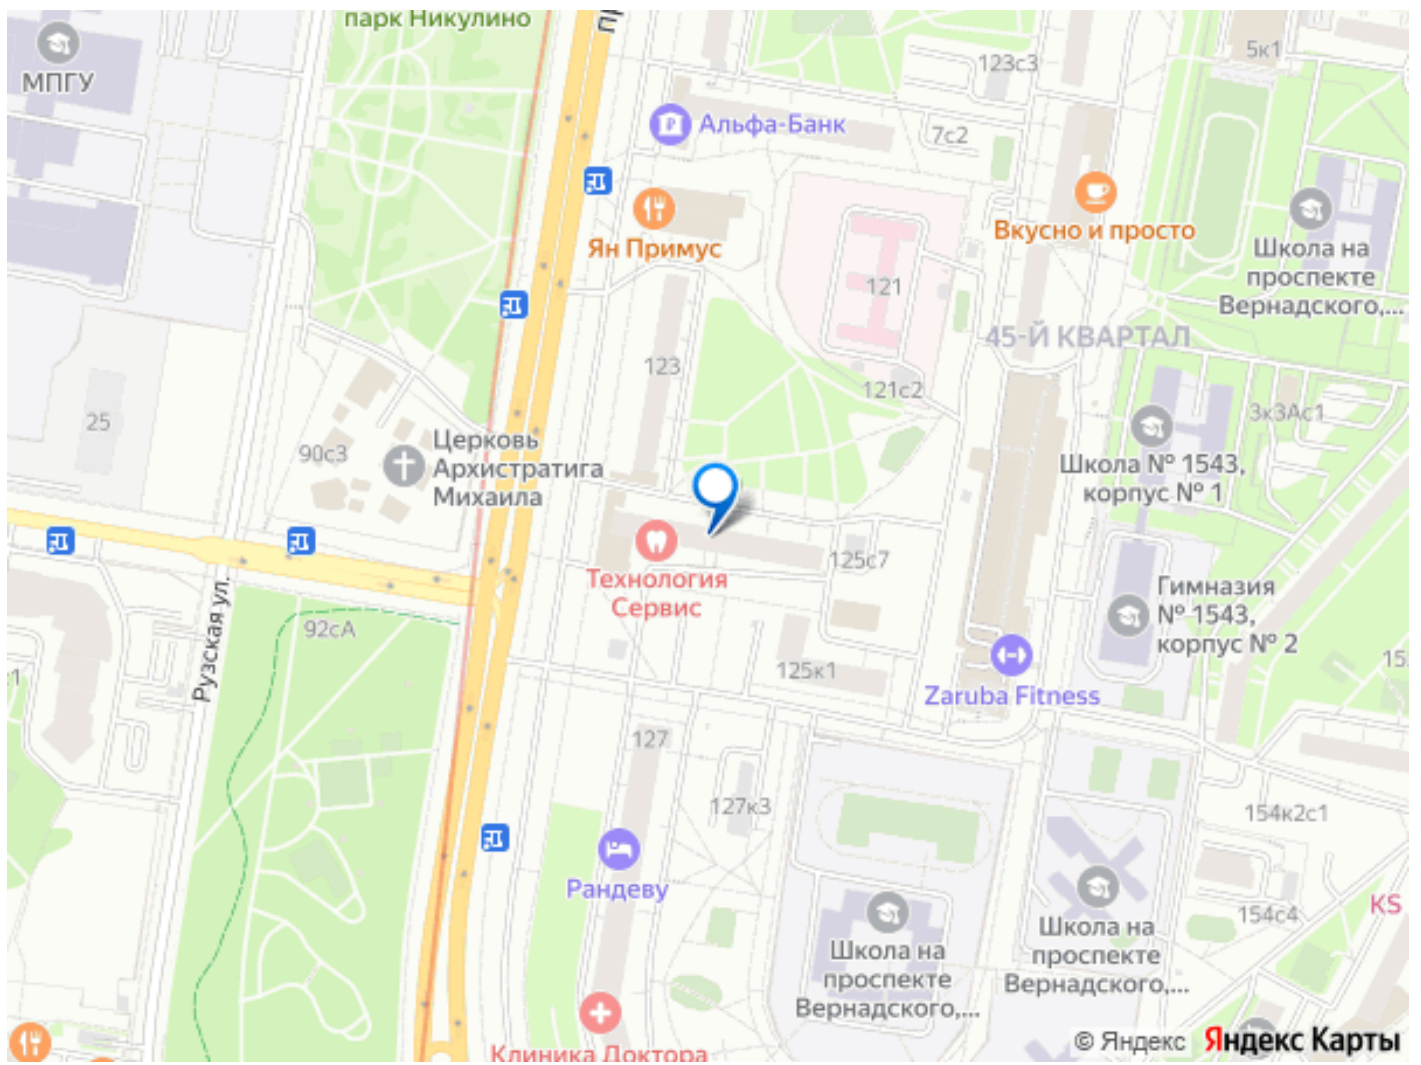 парк Никулино
МПГУ
5к1
123с3
Альфа-Банк
7с2
Ян Примус
Вкусно и просто
Школа на
проспекте
Вернадского,...
121
45-Й КВАРТАЛ
123
121с2
25
90с3
Церковь
Архистратига
Михаила
3к3Ас1
Школа № 1543,
корпус № 1
Технология
Сервис
125с7
Гимназия
№ 1543,
корпус № 2
Рузская ул.
92сА
125к1
Zaruba Fitness
127
127к3
154к2с1
Рандеву
154с4
KS
Школа на
проспекте
Вернадского,...
Школа на
проспекте
Вернадского,...
Клиника Доктора
© Яндекс Яндекс Карты